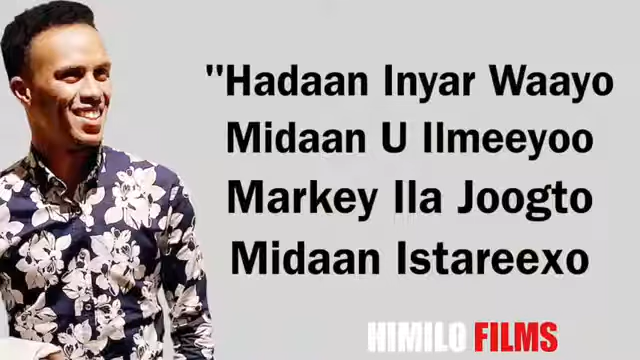 "Hadaan Inyar Waayo
Midaan U Ilmeeyoo
Markey Ila Joogto
Midaan Istareexo
HIMILO FILMS